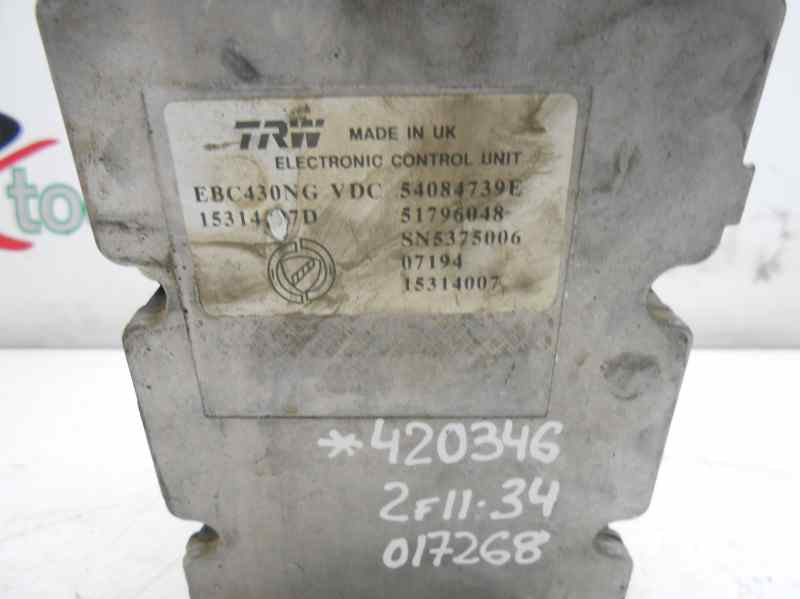 TRW MADE IN UK
ELECTRONIC CONTROL UNIT
EBC430NG VDC 54084739E
51796048
SN5375006
07194
15314007
*420346
2F11·34
017268